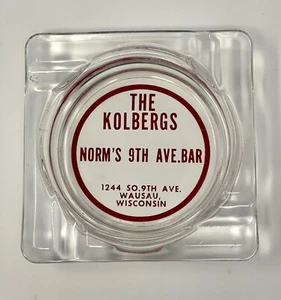 THE
KOLBERGS
NORM'S 9TH AVE.BAR
1244 SO.9TH AVE.
WAUSAU,
WISCONSIN